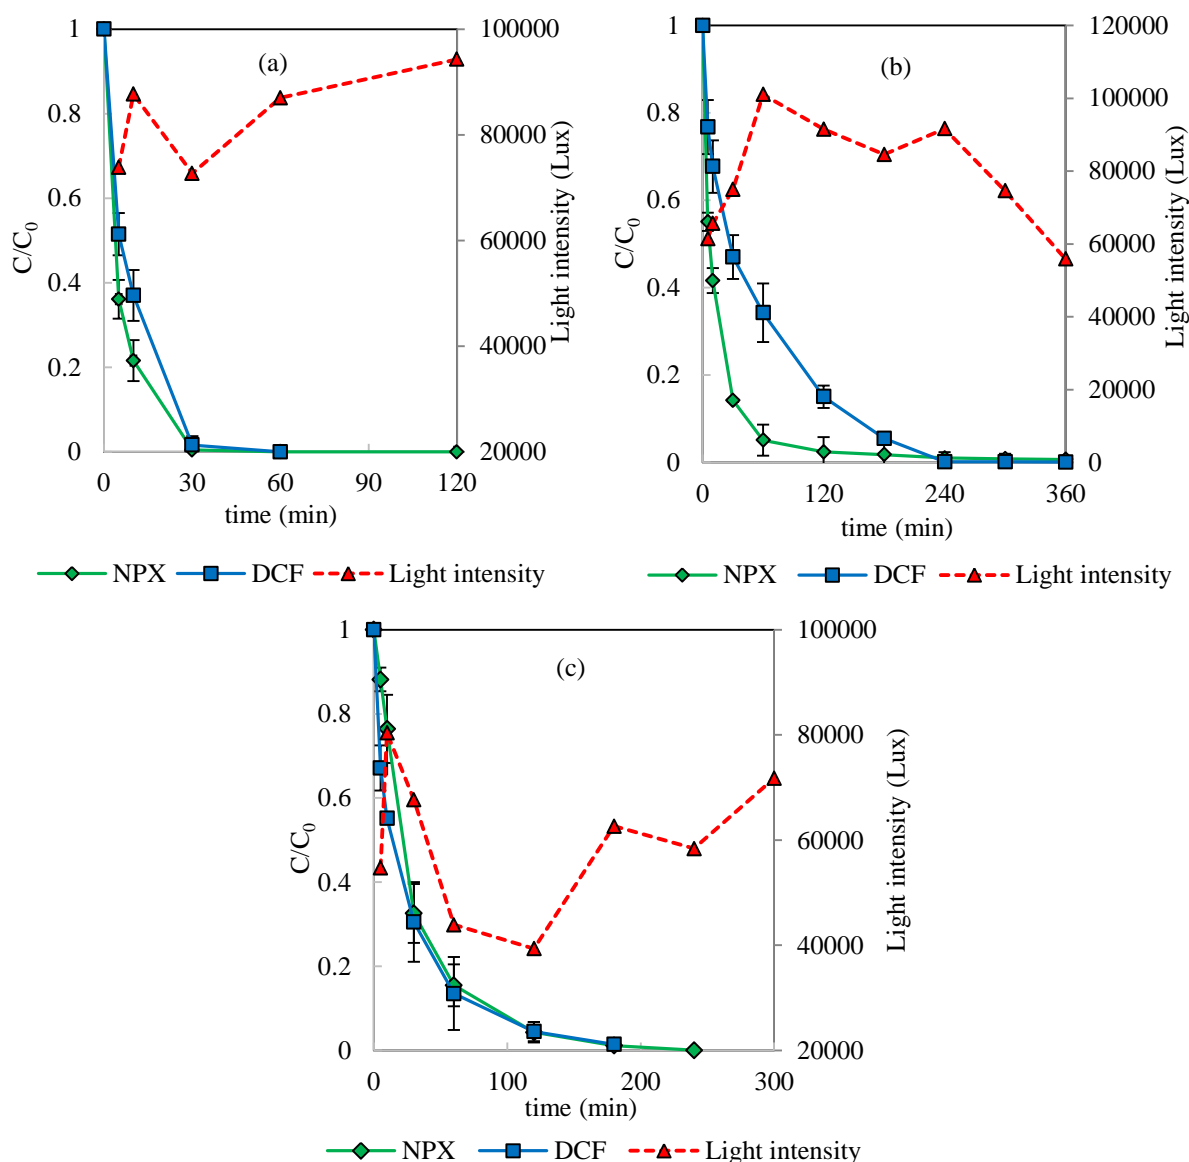 (a)
C/C0
1
0.8
0.6
0.4
0.2
0
0 30 60 90 120
time (min)
100000
80000
60000
40000
20000
Light intensity (Lux)
NPX DCF Light intensity
(b)
C/C0
1
0.8
0.6
0.4
0.2
0
0 120 240 360
time (min)
120000
100000
80000
60000
40000
20000
0
Light intensity (Lux)
NPX DCF Light intensity
(c)
C/C0
1
0.8
0.6
0.4
0.2
0
0 100 200 300
time (min)
100000
80000
60000
40000
20000
Light intensity (Lux)
NPX DCF Light intensity